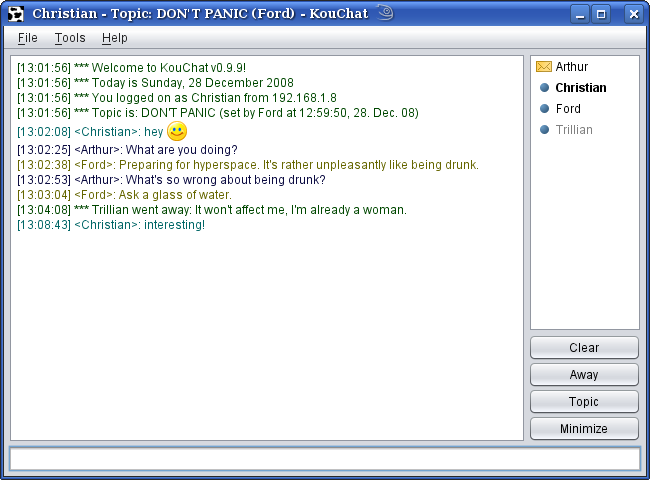 Christian - Topic: DON'T PANIC (Ford) - KouChat
File Tools Help
[13:01:56] *** Welcome to KouChat v0.9.9!
[13:01:56] *** Today is Sunday, 28 December 2008
[13:01:56] *** You logged on as Christian from 192.168.1.8
[13:01:56] *** Topic is: DON'T PANIC (set by Ford at 12:59:50, 28. Dec. 08)
[13:02:08] <Christian>: hey
[13:02:25] <Arthur>: What are you doing?
[13:02:38] <Ford>: Preparing for hyperspace. It's rather unpleasantly like being drunk.
[13:02:53] <Arthur>: What's so wrong about being drunk?
[13:03:04] <Ford>: Ask a glass of water.
[13:04:08] *** Trillian went away: It won't affect me, I'm already a woman.
[13:08:43] <Christian>: interesting!
Arthur
Christian
Ford
Trillian
Clear
Away
Topic
Minimize